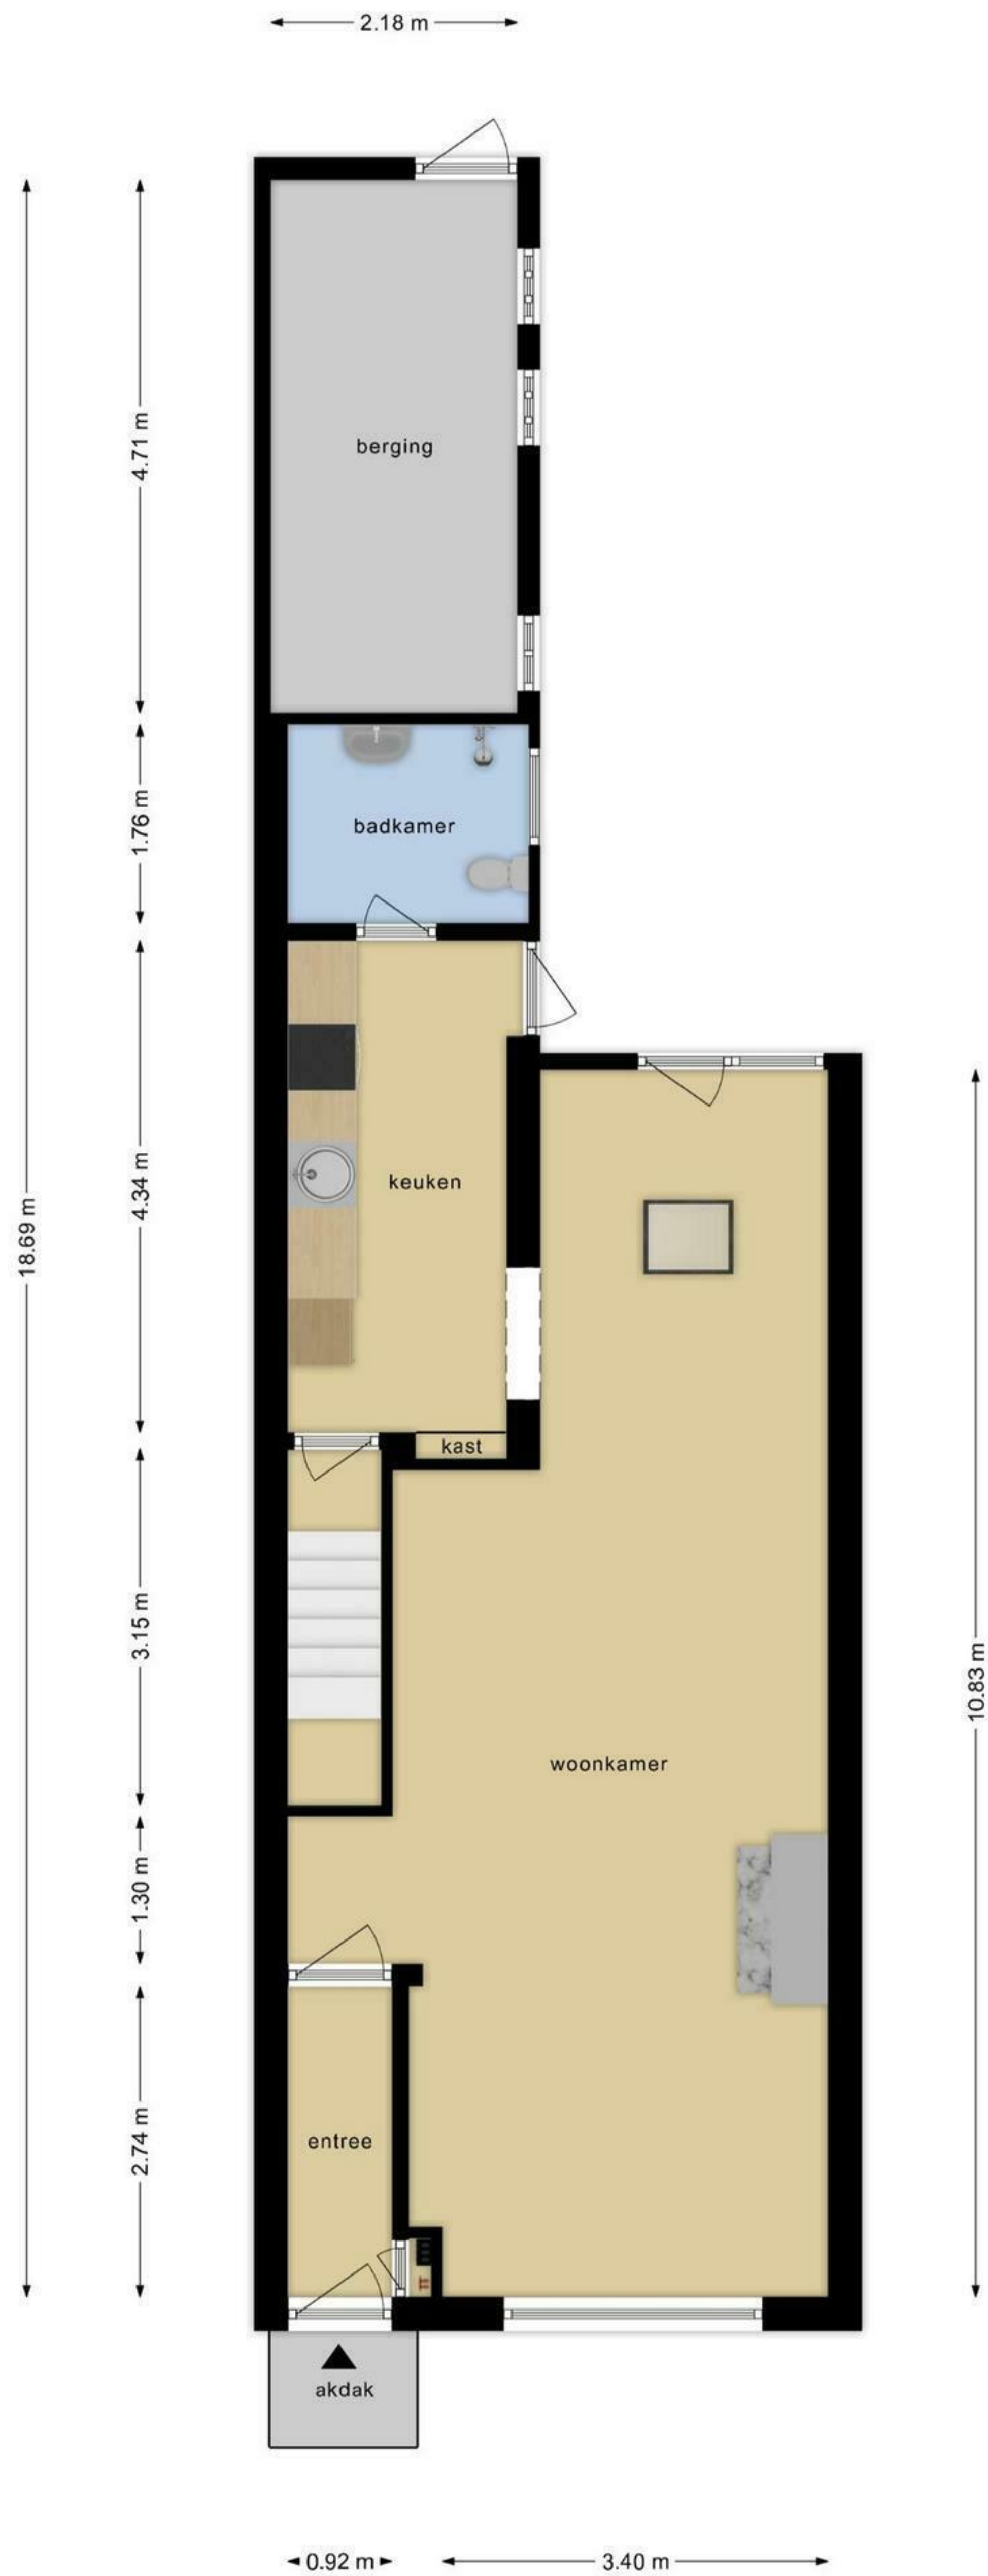 2.18 m
berging
4.71 m
badkamer
1.76 m
keuken
4.34 m
18.69 m
kast
3.15 m
10.83 m
woonkamer
1.30 m
entree
2.74 m
akdak
0.92 m
3.40 m